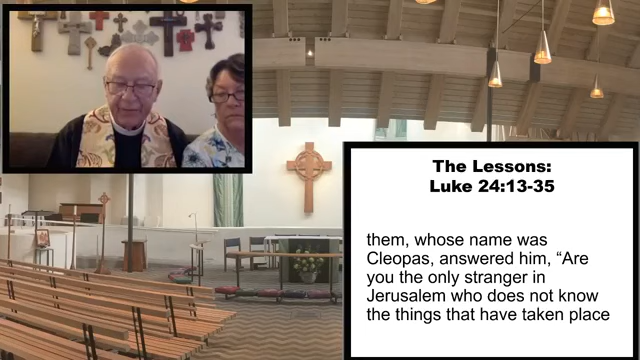 The Lessons:
Luke 24:13-35
them, whose name was
Cleopas, answered him, “Are
you the only stranger in
Jerusalem who does not know
the things that have taken place